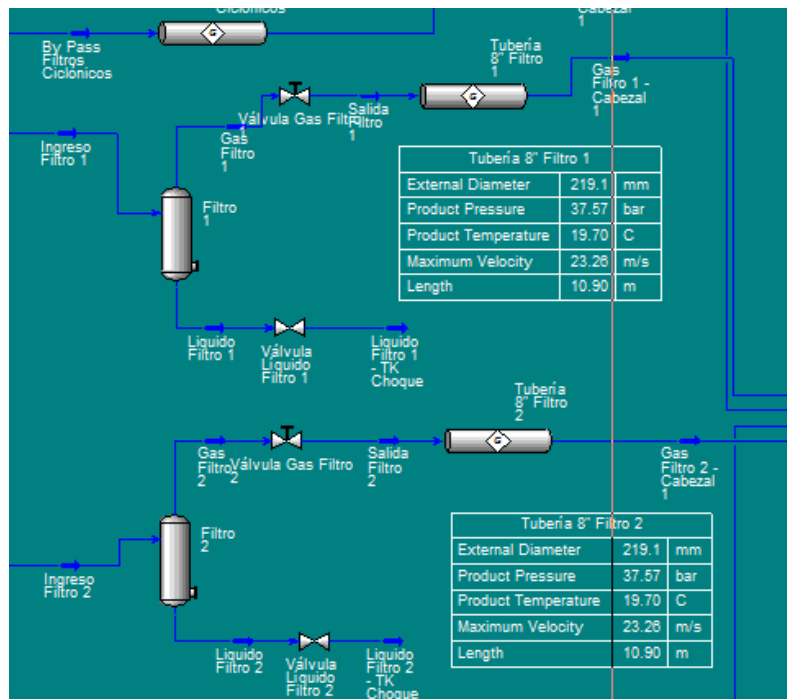 Ciclónicos
Cabezal
1
By Pass
Filtros
Ciclónicos
G
Tubería
8" Filtro
1
G
Gas
Filtro 1 -
Cabezal
1
Válvula Gas Filtro
1
Salida
Filtro
1
Gas
Filtro
1
Ingreso
Filtro 1
Filtro
1
Tubería 8" Filtro 1
External Diameter 219.1 mm
Product Pressure 37.57 bar
Product Temperature 19.70 C
Maximum Velocity 23.26 m/s
Length 10.90 m
Liquido
Filtro 1
Válvula
Liquido
Filtro 1
Liquido
Filtro 1
- TK
Choque
Tubería
8" Filtro
2
G
Gas
Filtro
2
Válvula Gas Filtro
2
Salida
Filtro
2
Gas
Filtro 2 -
Cabezal
1
Filtro
2
Ingreso
Filtro 2
Tubería 8" Filtro 2
External Diameter 219.1 mm
Product Pressure 37.57 bar
Product Temperature 19.70 C
Maximum Velocity 23.26 m/s
Length 10.90 m
Liquido
Filtro 2
Válvula
Liquido
Filtro 2
Liquido
Filtro 2
- TK
Choque